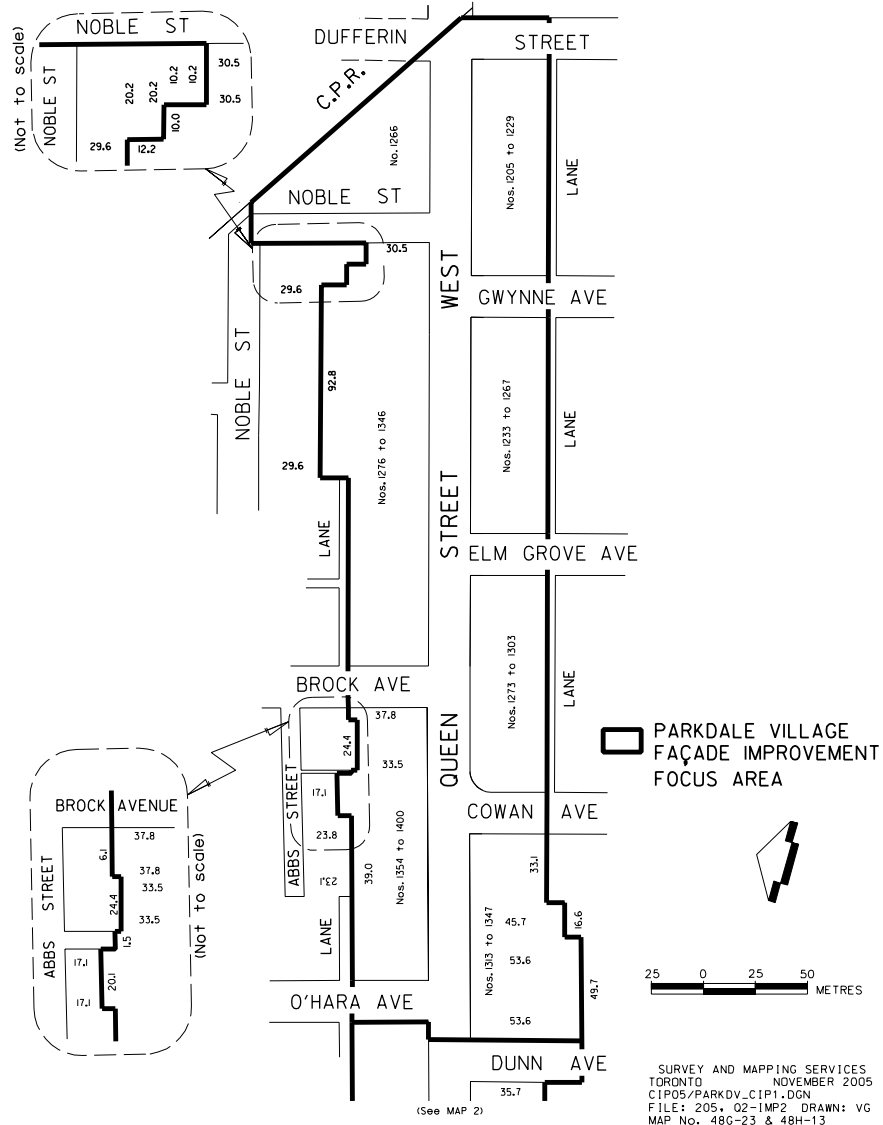 NOBLE ST
(Not to scale)
NOBLE ST
20.2
20.2
10.2
10.2
30.5
30.5
10.0
29.6
12.2
DUFFERIN
STREET
C.P.R.
No. 1266
Nos. 1205 to 1229
LANE
NOBLE ST
30.5
29.6
WEST
GWYNNE AVE
NOBLE ST
92.8
Nos. 1276 to 1346
Nos. 1233 to 1267
LANE
29.6
LANE
STREET
ELM GROVE AVE
Nos. 1273 to 1303
LANE
BROCK AVE
37.8
24.4
33.5
QUEEN
PARKDALE VILLAGE
FAÇADE IMPROVEMENT
FOCUS AREA
ABBS STREET
17.1
23.8
23.1
39.0
Nos. 1354 to 1400
COWAN AVE
BROCK AVENUE
37.8
6.1
37.8
33.5
24.4
33.5
1.5
17.1
20.1
17.1
ABBS STREET
(Not to scale)
LANE
33.1
45.7
16.6
53.6
Nos. 1313 to 1347
49.7
53.6
O'HARA AVE
DUNN AVE
35.7
(See MAP 2)
25 0 25 50
METRES
SURVEY AND MAPPING SERVICES
TORONTO NOVEMBER 2005
CIP05/PARKDV_CIP1.DGN
FILE: 205, Q2-IMP2 DRAWN: VG
MAP No. 48G-23 & 48H-13